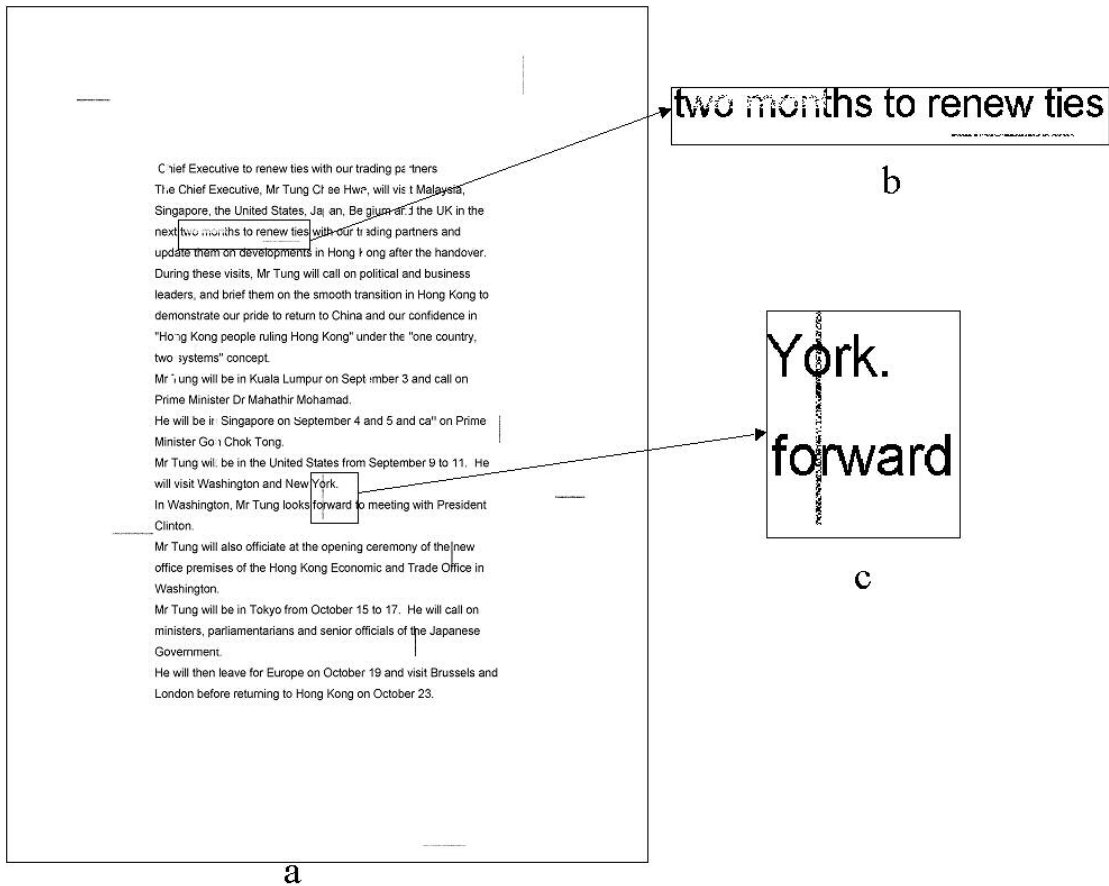 Chief Executive to renew ties with our trading partners
The Chief Executive, Mr Tung Chee Hwa, will visit Malaysia,
Singapore, the United States, Japan, Belgium and the UK in the
next two months to renew ties with our trading partners and
update them on developments in Hong Kong after the handover.
During these visits, Mr Tung will call on political and business
leaders, and brief them on the smooth transition in Hong Kong to
demonstrate our pride to return to China and our confidence in
"Hong Kong people ruling Hong Kong" under the "one country,
two systems" concept.
Mr Tung will be in Kuala Lumpur on September 3 and call on
Prime Minister Dr Mahathir Mohamad.
He will be in Singapore on September 4 and 5 and call on Prime
Minister Goh Chok Tong.
Mr Tung will be in the United States from September 9 to 11. He
will visit Washington and New York.
In Washington, Mr Tung looks forward to meeting with President
Clinton.
Mr Tung will also officiate at the opening ceremony of the new
office premises of the Hong Kong Economic and Trade Office in
Washington.
Mr Tung will be in Tokyo from October 15 to 17. He will call on
ministers, parliamentarians and senior officials of the Japanese
Government.
He will then leave for Europe on October 19 and visit Brussels and
London before returning to Hong Kong on October 23.
a
two months to renew ties
b
York.
forward
c